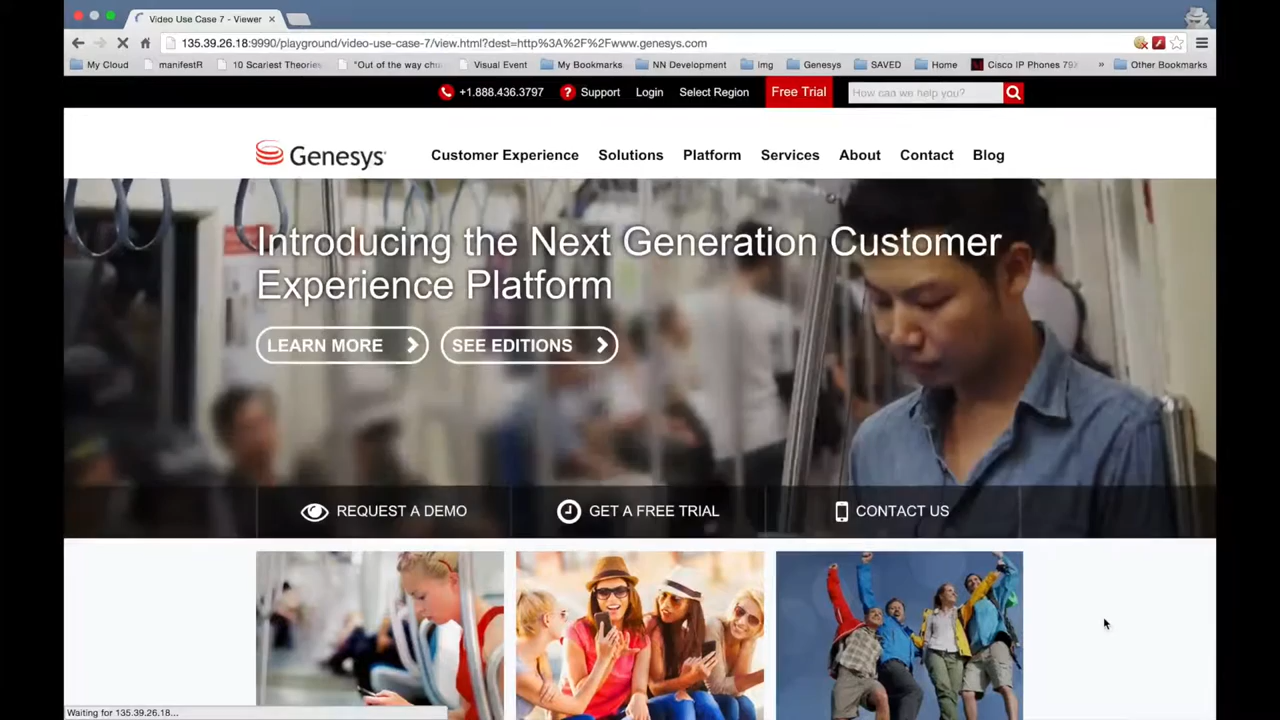 Video Use Case 7 - Viewer
135.39.26.18:9990/playground/video-use-case-7/view.html?dest=http%3A%2F%2Fwww.genesys.com
My Cloud manifestR 10 Scariest Theories "Out of the way chu Visual Event My Bookmarks NN Development Img Genesys SAVED Home Cisco IP Phones 79 » Other Bookmarks
+1.888.436.3797 Support Login Select Region Free Trial How can we help you?
Genesys Customer Experience Solutions Platform Services About Contact Blog
Introducing the Next Generation Customer
Experience Platform
LEARN MORE SEE EDITIONS
REQUEST A DEMO GET A FREE TRIAL CONTACT US
Waiting for 135.39.26.18...